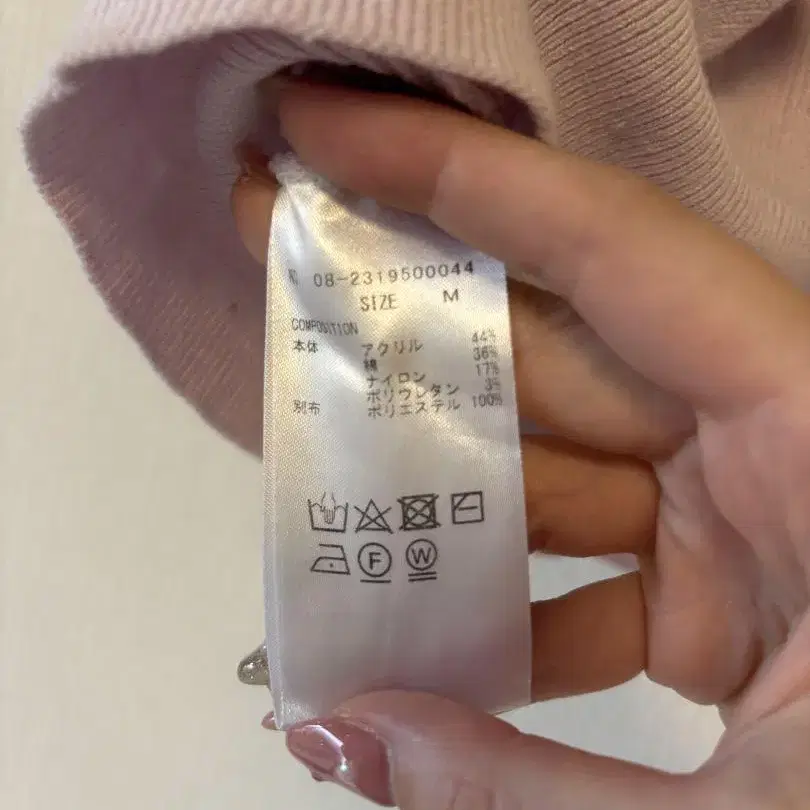 NO 08-2319500044
SIZE M
COMPOSITION
本体 アクリル 44%
綿 36%
ナイロン 17%
ポリウレタン 3%
別布 ポリエステル 100%
F W